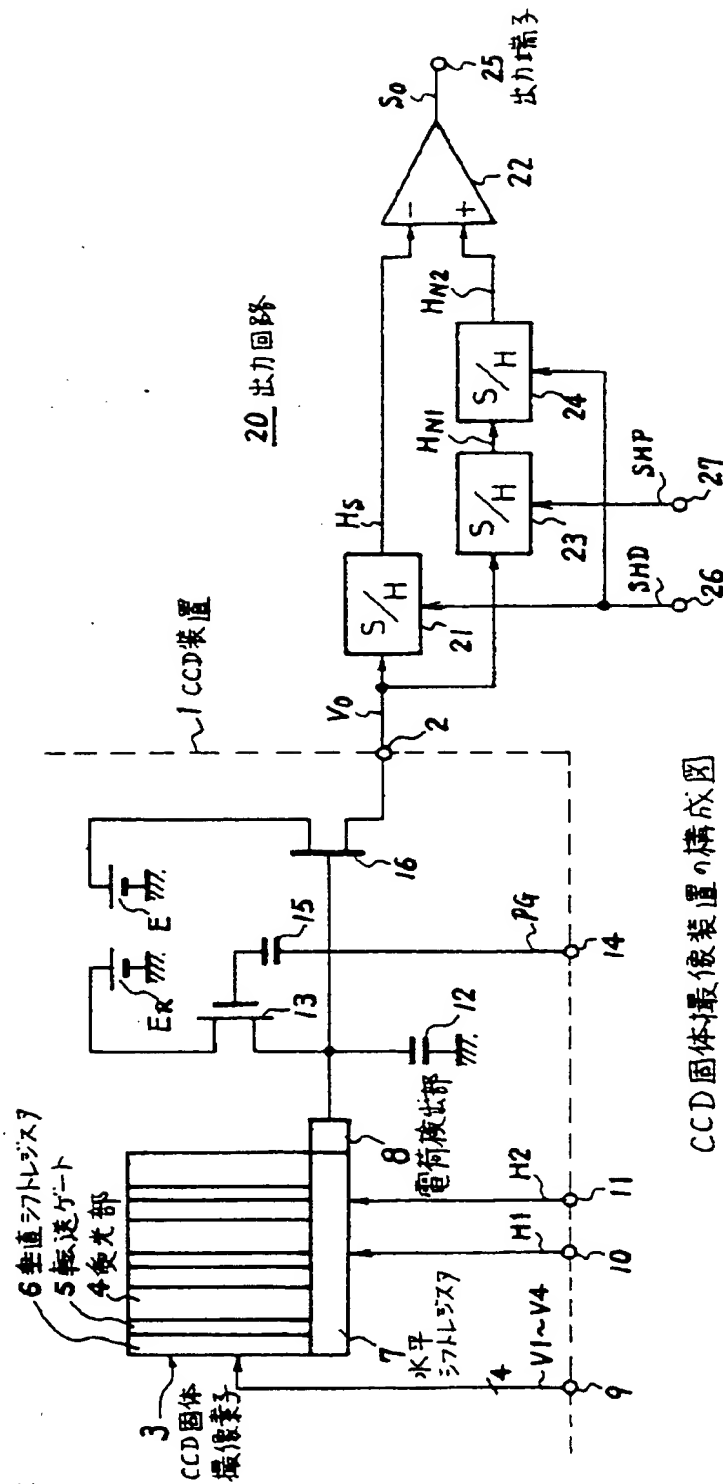 CCD固体撮像装置の構成図
1 CCD装置
20 出力回路
6 垂直シフトレジスタ
5 転送ゲート
4 受光部
3
CCD固体
撮像素子
7
水平
シフトレジスタ
8
電荷検出部
12
ER
E
13
15
16
PG
14
V1~V4
4
9
H1
10
H2
11
2
V0
S/H
21
HS
S/H
23
HN1
S/H
24
HN2
SHD
26
SHP
27
-
+
22
S0
25
出力端子